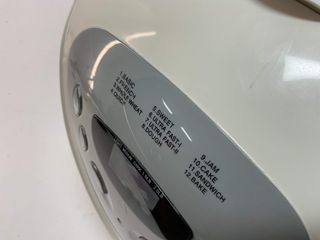 1.BASIC
2.FRENCH
3.WHOLE WHEAT
4.QUICK
5.SWEET
6.ULTRA FAST-I
7.ULTRA FAST-II
8.DOUGH
9.JAM
10.CAKE
11.SANDWICH
12.BAKE